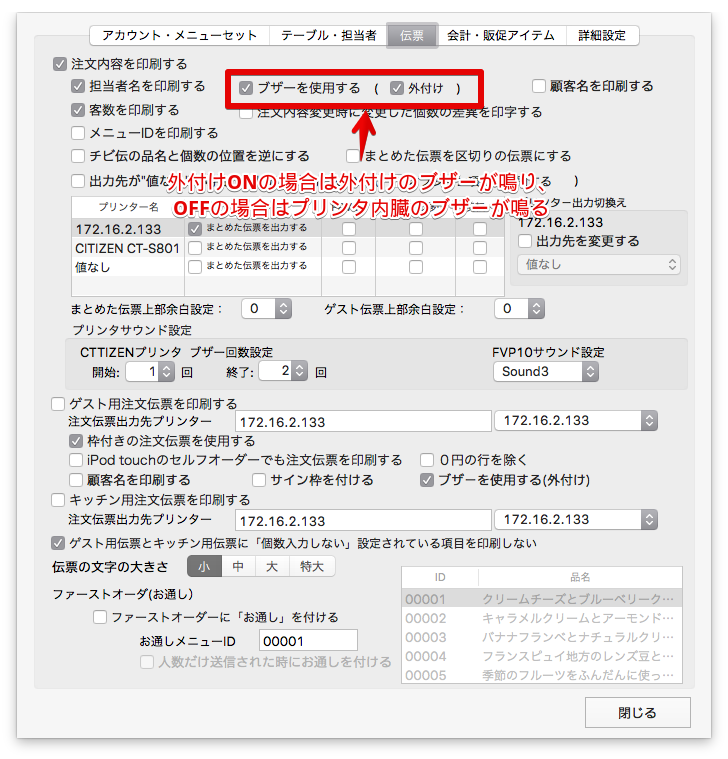 アカウント・メニューセット テーブル・担当者 伝票 会計・販促アイテム 詳細設定
注文内容を印刷する
担当者名を印刷する ブザーを使用する ( 外付け ) 顧客名を印刷する
客数を印刷する 注文内容変更時に変更した個数の差異を印字する
メニューIDを印刷する
チビ伝の品名と個数の位置を逆にする まとめた伝票を区切りの伝票にする
出力先が"値な )
外付けONの場合は外付けのブザーが鳴り、
OFFの場合はプリンタ内臓のブザーが鳴る
プリンター名 リンター出力切換え
172.16.2.133 まとめた伝票を出力する 172.16.2.133
CITIZEN CT-S801 まとめた伝票を出力する 出力先を変更する
値なし まとめた伝票を出力する 値なし
まとめた伝票上部余白設定： 0 ゲスト伝票上部余白設定： 0
プリンタサウンド設定
CTTIZENプリンタ ブザー回数設定 FVP10サウンド設定
開始: 1 回 終了: 2 回 Sound3
ゲスト用注文伝票を印刷する
注文伝票出力先プリンター 172.16.2.133 172.16.2.133
枠付きの注文伝票を使用する
iPod touchのセルフオーダーでも注文伝票を印刷する ０円の行を除く
顧客名を印刷する サイン枠を付ける ブザーを使用する(外付け)
キッチン用注文伝票を印刷する
注文伝票出力先プリンター 172.16.2.133 172.16.2.133
ゲスト用伝票とキッチン用伝票に「個数入力しない」設定されている項目を印刷しない
伝票の文字の大きさ 小 中 大 特大
ファーストオーダ(お通し)
ファーストオーダーに「お通し」を付ける
お通しメニューID 00001
人数だけ送信された時にお通しを付ける
ID 品名
00001 クリームチーズとブルーベリーク…
00002 キャラメルクリームとアーモンド…
00003 バナナフランベとナチュラルクリ…
00004 フランスピュイ地方のレンズ豆と…
00005 季節のフルーツをふんだんに使っ…
閉じる